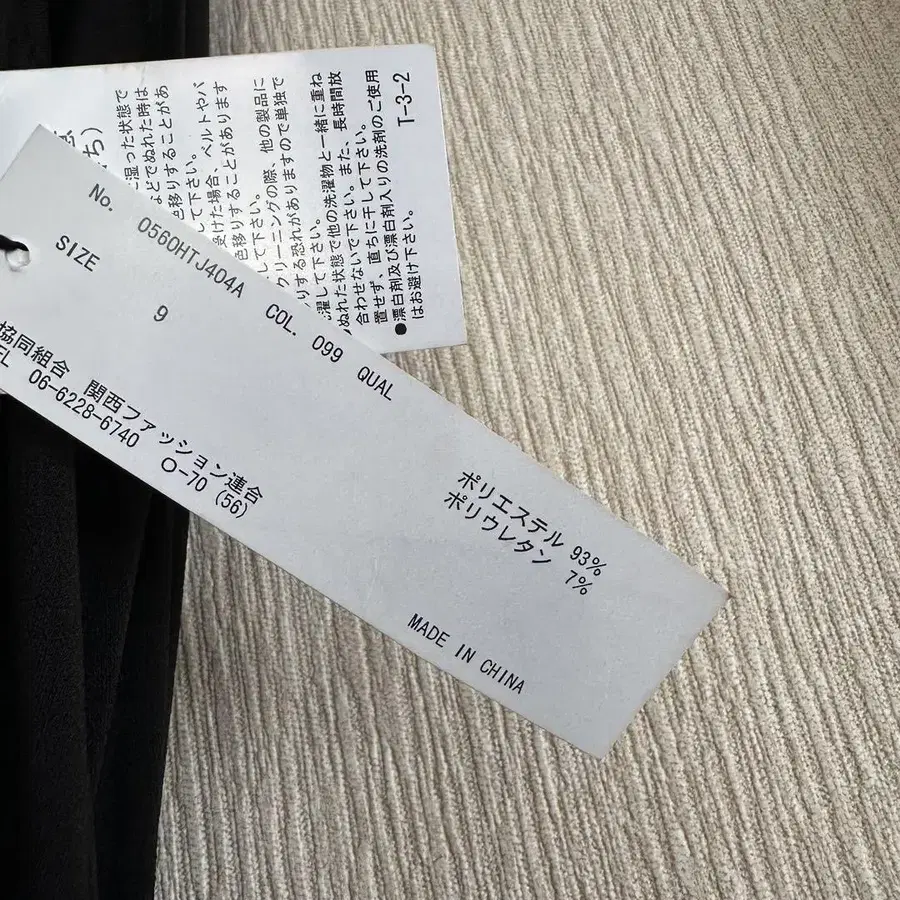 No. 0560HTJ404A COL. 099 QUAL
SIZE 9
協同組合 関西ファッション連合
EL 06-6228-6740 O-70 (56)
ポリエステル 93%
ポリウレタン 7%
MADE IN CHINA
ち)
湿った状態で
などでぬれた時は
色移りすることがあ
して下さい。
受けた場合、ベルトやバ
色移りすることがあります
して下さい。
クリーニングの際、他の製品に
りする恐れがありますので単独で
洗濯して下さい。
ぬれた状態で他の洗濯物と一緒に重ね
合わせないで下さい。また、長時間放
置せず、直ちに干して下さい。
●漂白剤及び漂白剤入りの洗剤のご使用
はお避け下さい。
T-3-2